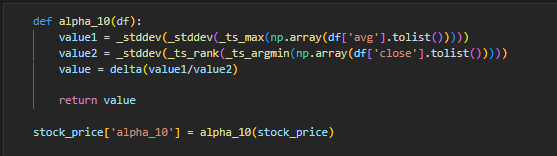 def alpha_10(df):
    value1 = _stddev(_stddev(_ts_max(np.array(df['avg'].tolist()))))
    value2 = _stddev(_ts_rank(_ts_argmin(np.array(df['close'].tolist()))))
    value = delta(value1/value2)
    return value
stock_price['alpha_10'] = alpha_10(stock_price)